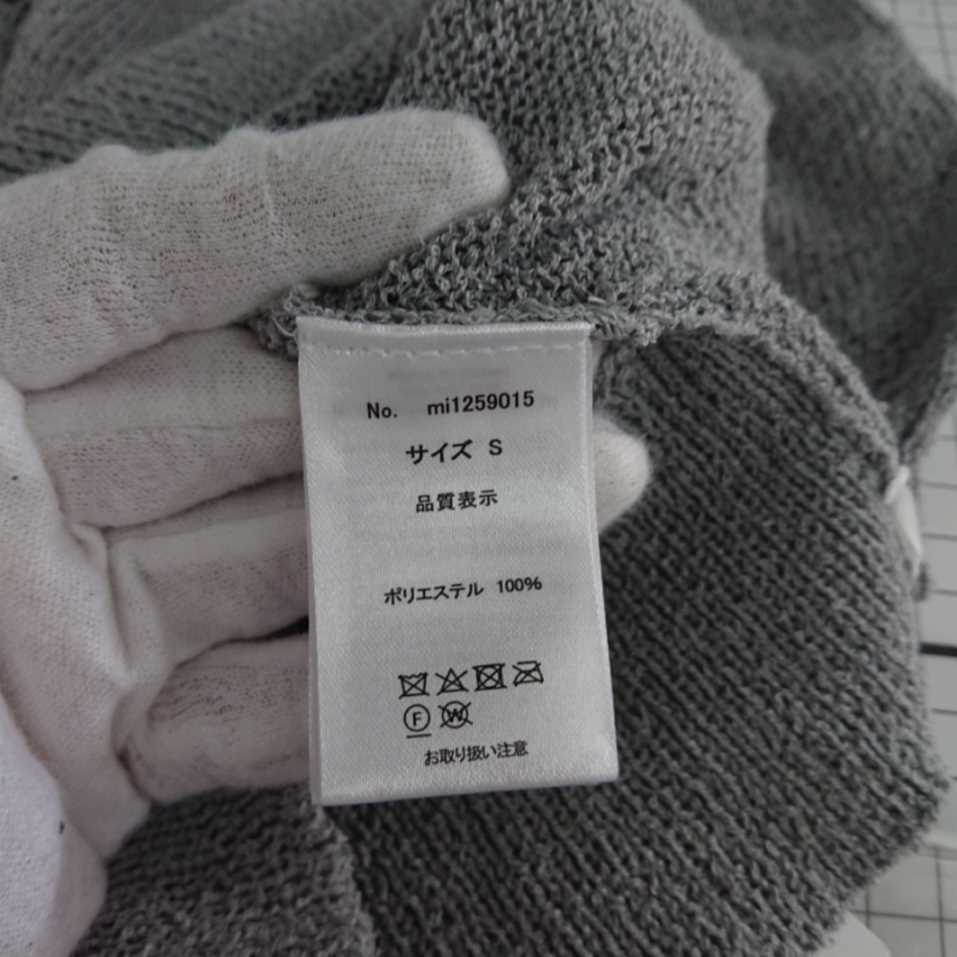 No. mi1259015
サイズ S
品質表示
ポリエステル 100%
F W
お取り扱い注意